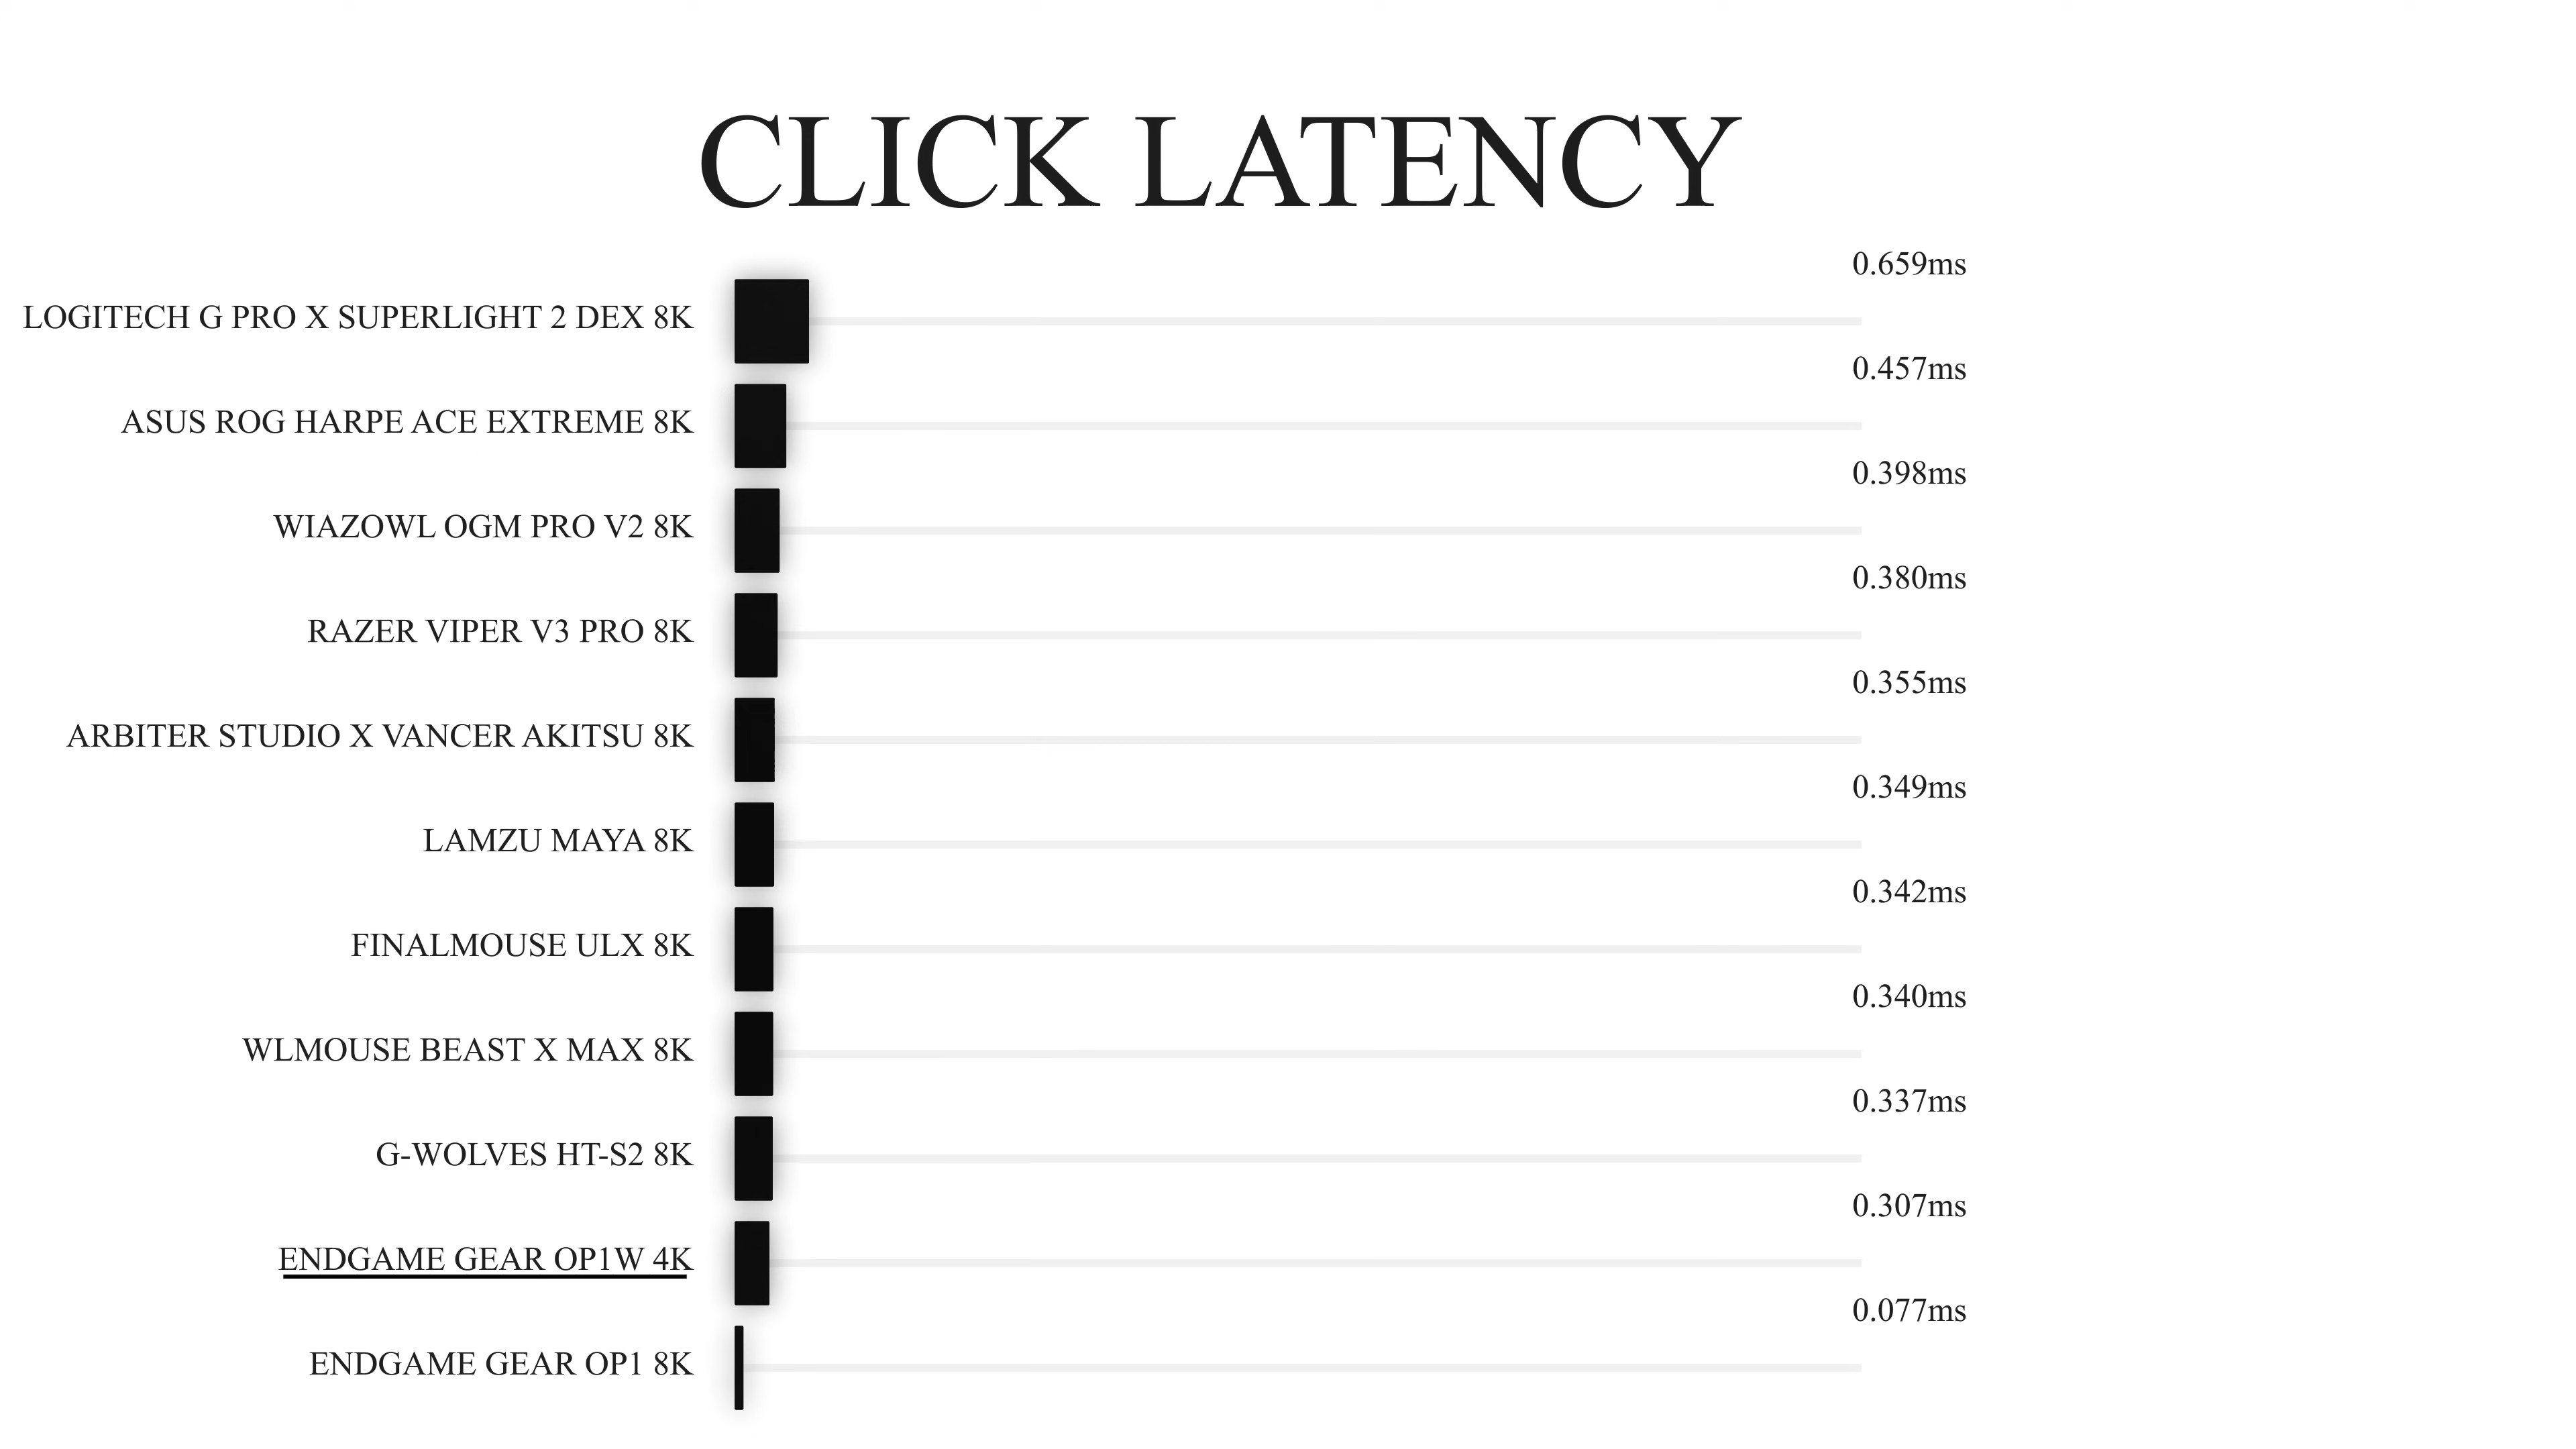 CLICK LATENCY
0.659ms
LOGITECH G PRO X SUPERLIGHT 2 DEX 8K
0.457ms
ASUS ROG HARPE ACE EXTREME 8K
0.398ms
WIAZOWL OGM PRO V2 8K
0.380ms
RAZER VIPER V3 PRO 8K
0.355ms
ARBITER STUDIO X VANCER AKITSU 8K
0.349ms
LAMZU MAYA 8K
0.342ms
FINALMOUSE ULX 8K
0.340ms
WLMOUSE BEAST X MAX 8K
0.337ms
G-WOLVES HT-S2 8K
0.307ms
ENDGAME GEAR OP1W 4K
0.077ms
ENDGAME GEAR OP1 8K